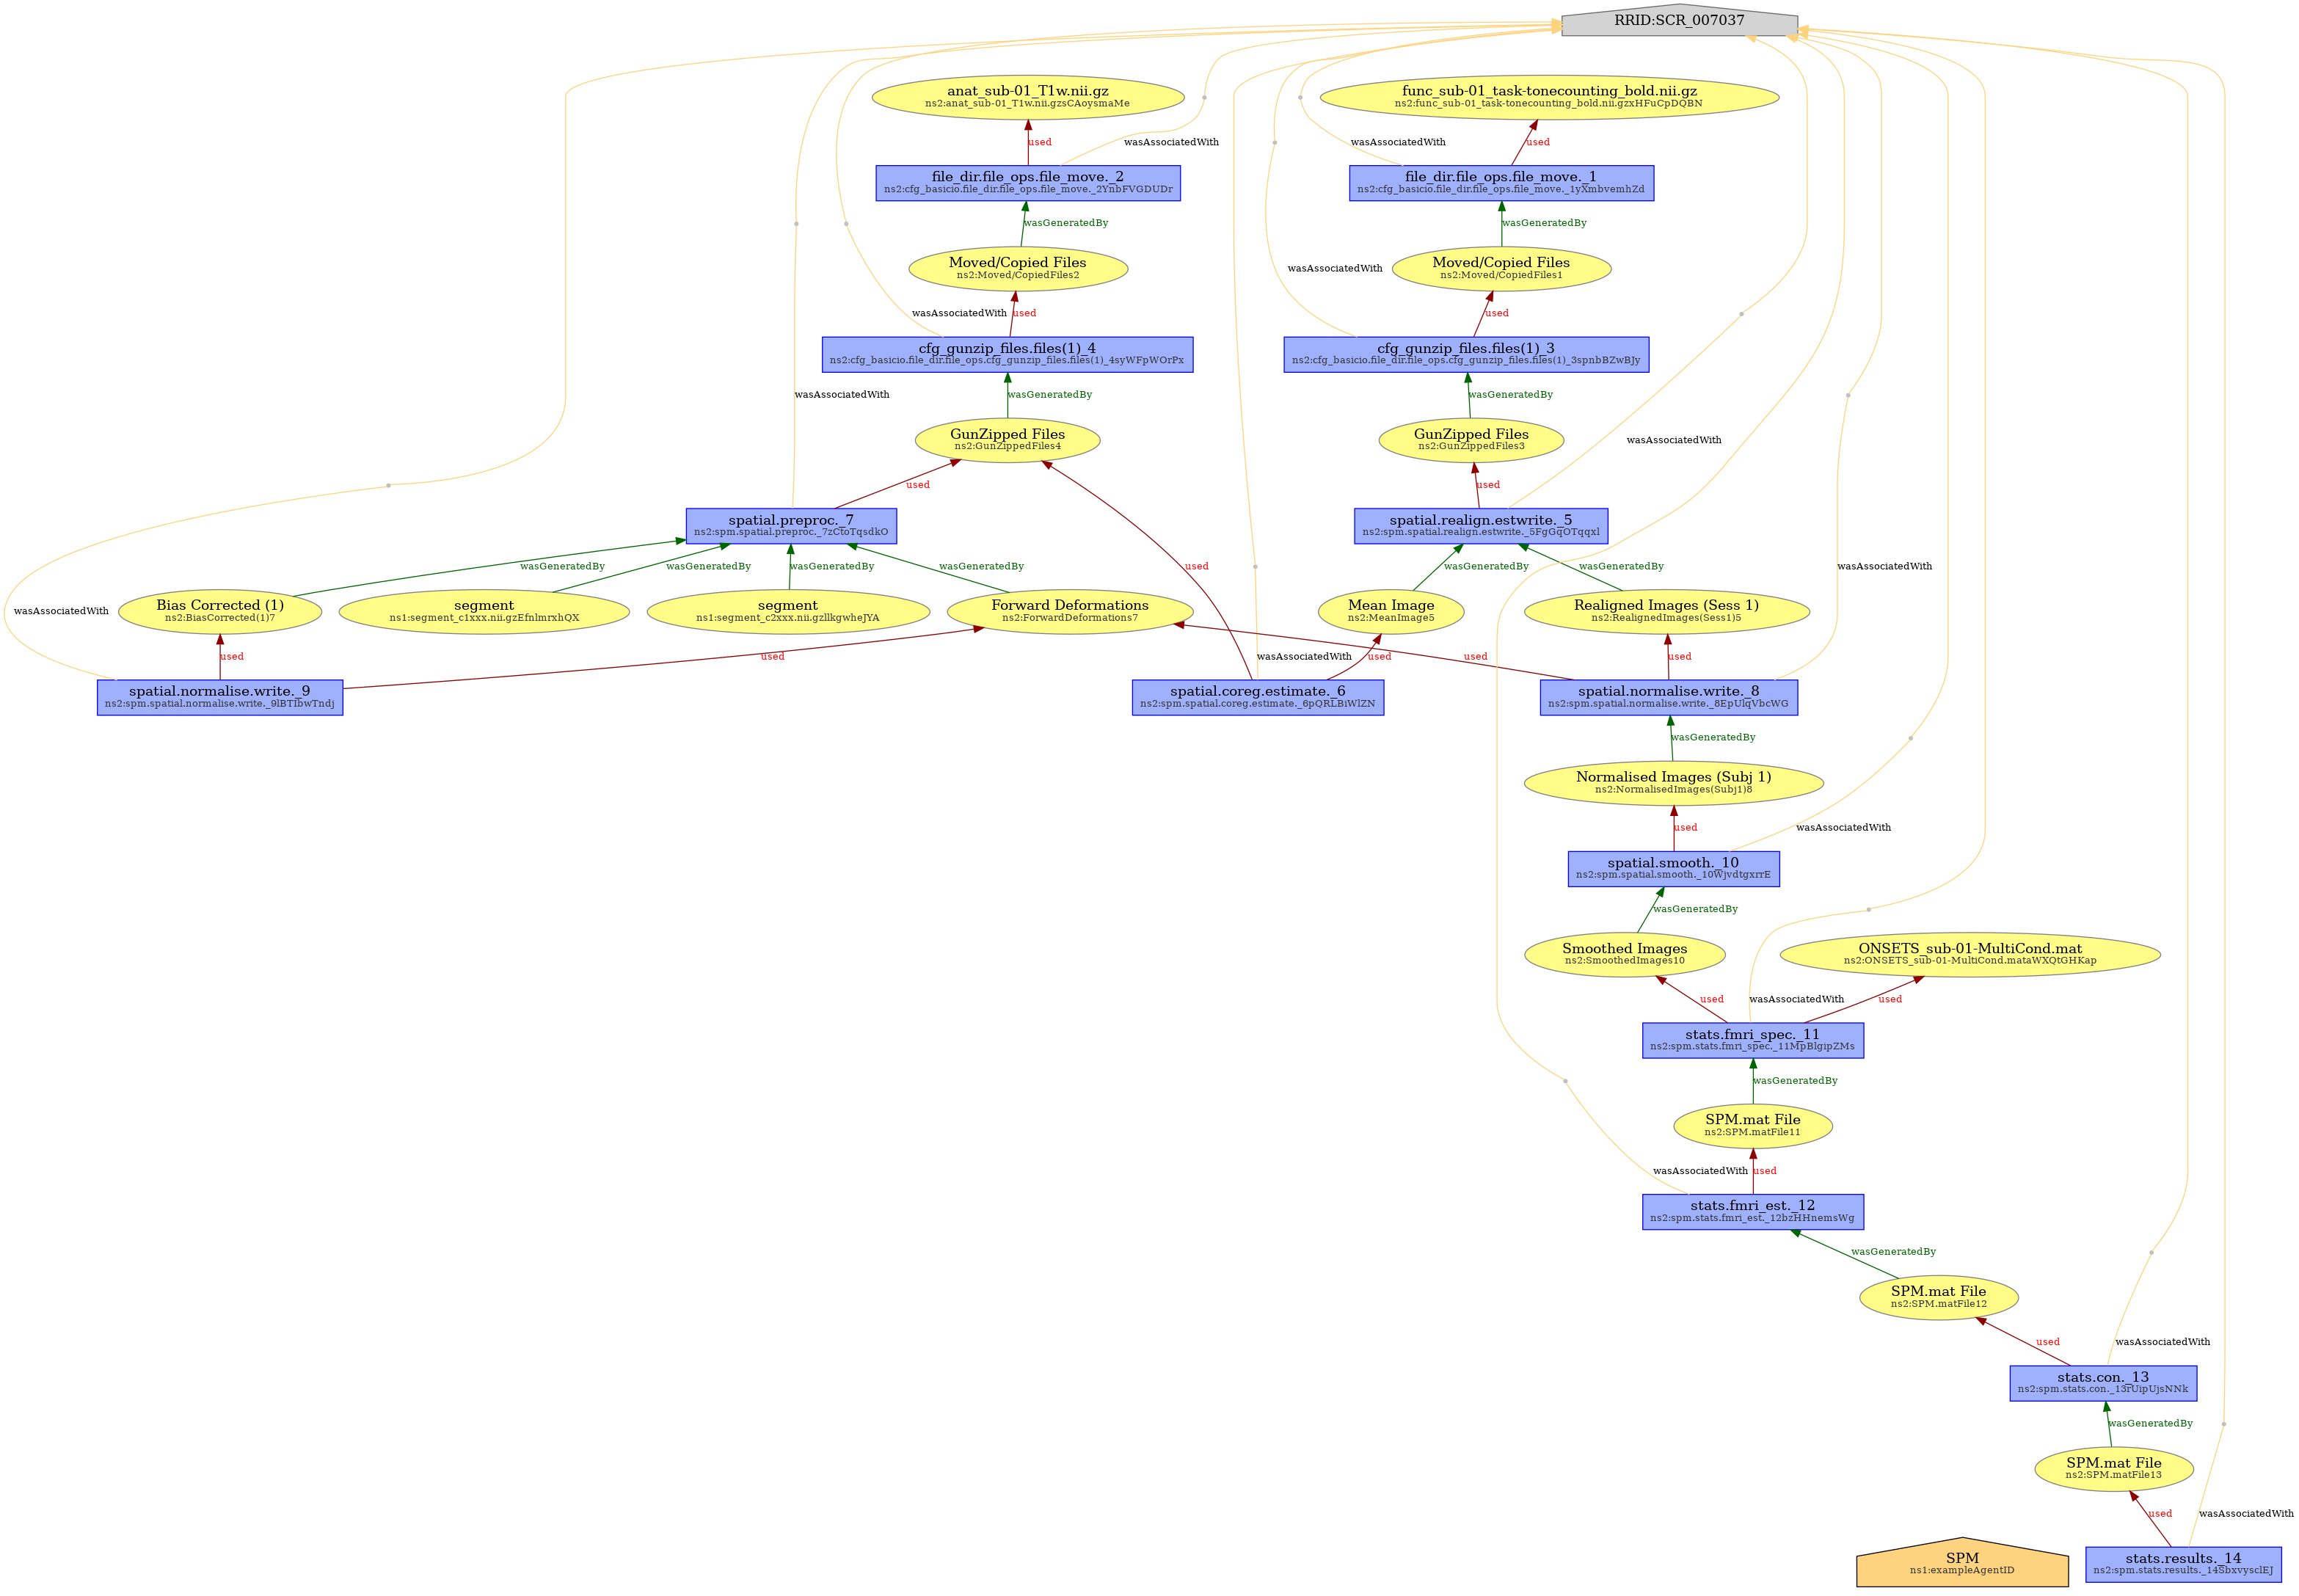 RRID:SCR_007037
anat_sub-01_T1w.nii.gz
ns2:anat_sub-01_T1w.nii.gzsCAoysmaMe
func_sub-01_task-tonecounting_bold.nii.gz
ns2:func_sub-01_task-tonecounting_bold.nii.gzxHFuCpDQBN
used
wasAssociatedWith
wasAssociatedWith
used
file_dir.file_ops.file_move._2
ns2:cfg_basicio.file_dir.file_ops.file_move._2YnbFVGDUDr
file_dir.file_ops.file_move._1
ns2:cfg_basicio.file_dir.file_ops.file_move._1yXmbvemhZd
wasGeneratedBy
wasGeneratedBy
Moved/Copied Files
ns2:Moved/CopiedFiles2
wasAssociatedWith
Moved/Copied Files
ns2:Moved/CopiedFiles1
wasAssociatedWith
used
used
cfg_gunzip_files.files(1)_4
ns2:cfg_basicio.file_dir.file_ops.cfg_gunzip_files.files(1)_4syWFpWOrPx
cfg_gunzip_files.files(1)_3
ns2:cfg_basicio.file_dir.file_ops.cfg_gunzip_files.files(1)_3spnbBZwBJy
wasAssociatedWith
wasGeneratedBy
wasGeneratedBy
GunZipped Files
ns2:GunZippedFiles4
GunZipped Files
ns2:GunZippedFiles3
wasAssociatedWith
used
used
spatial.preproc._7
ns2:spm.spatial.preproc._7zCtoTqsdkO
spatial.realign.estwrite._5
ns2:spm.spatial.realign.estwrite._5FgGqOTqqxl
wasGeneratedBy
wasGeneratedBy
wasGeneratedBy
wasGeneratedBy
used
wasGeneratedBy
wasGeneratedBy
wasAssociatedWith
wasAssociatedWith
Bias Corrected (1)
ns2:BiasCorrected(1)7
segment
ns1:segment_c1xxx.nii.gzEfnlmrxhQX
segment
ns1:segment_c2xxx.nii.gzllkgwheJYA
Forward Deformations
ns2:ForwardDeformations7
Mean Image
ns2:MeanImage5
Realigned Images (Sess 1)
ns2:RealignedImages(Sess1)5
used
used
wasAssociatedWith
used
used
used
spatial.normalise.write._9
ns2:spm.spatial.normalise.write._9lBTIbwTndj
spatial.coreg.estimate._6
ns2:spm.spatial.coreg.estimate._6pQRLBiWlZN
spatial.normalise.write._8
ns2:spm.spatial.normalise.write._8EpUlqVbcWG
wasGeneratedBy
Normalised Images (Subj 1)
ns2:NormalisedImages(Subj1)8
used
wasAssociatedWith
spatial.smooth._10
ns2:spm.spatial.smooth._10WjvdtgxrrE
wasGeneratedBy
Smoothed Images
ns2:SmoothedImages10
ONSETS_sub-01-MultiCond.mat
ns2:ONSETS_sub-01-MultiCond.mataWXQtGHKap
used
wasAssociatedWith
used
stats.fmri_spec._11
ns2:spm.stats.fmri_spec._11MpBlgipZMs
wasGeneratedBy
SPM.mat File
ns2:SPM.matFile11
wasAssociatedWith
used
stats.fmri_est._12
ns2:spm.stats.fmri_est._12bzHHnemsWg
wasGeneratedBy
SPM.mat File
ns2:SPM.matFile12
used
wasAssociatedWith
stats.con._13
ns2:spm.stats.con._13rUipUjsNNk
wasGeneratedBy
SPM.mat File
ns2:SPM.matFile13
used
wasAssociatedWith
SPM
ns1:exampleAgentID
stats.results._14
ns2:spm.stats.results._14SbxvysclEJ